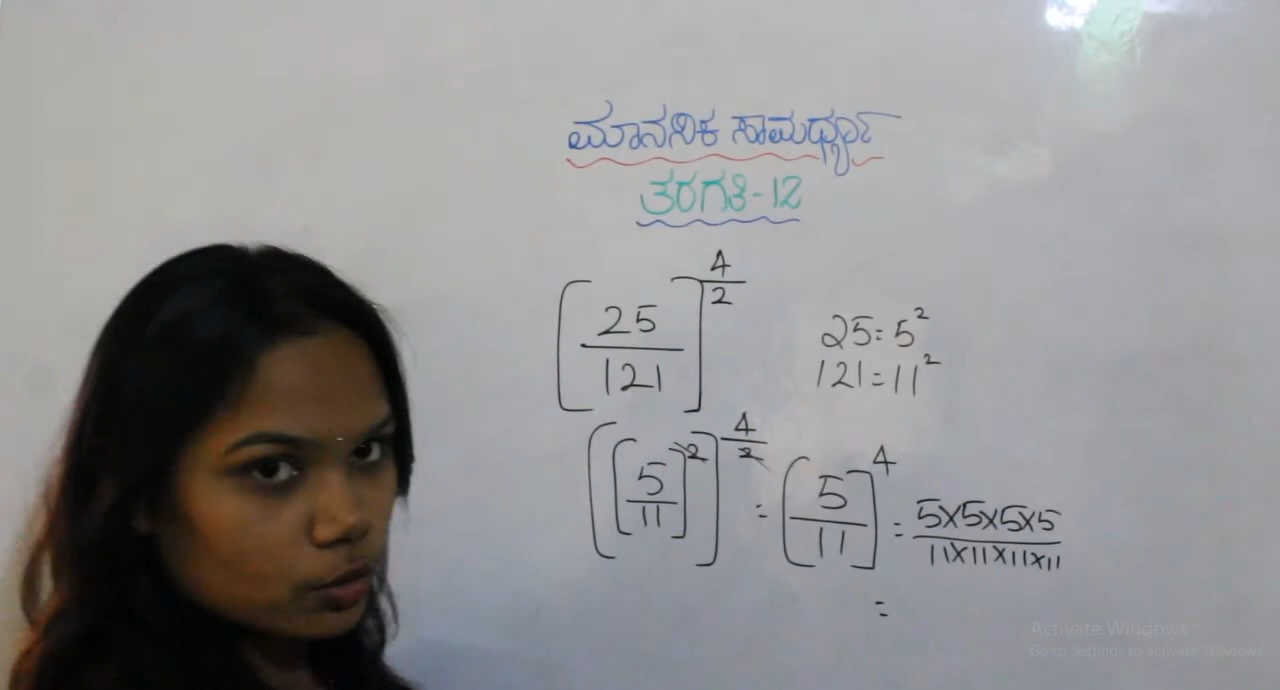 ಮಾನಸಿಕ ಸಾಮರ್ಥ್ಯ
ತರಗತಿ-12
[25/121]^(4/2)
25=5²
121=11²
([5/11]²)^(4/2) = (5/11)⁴ = 5×5×5×5/11×11×11×11
=
Activate Windows
Go to Settings to activate Windows.